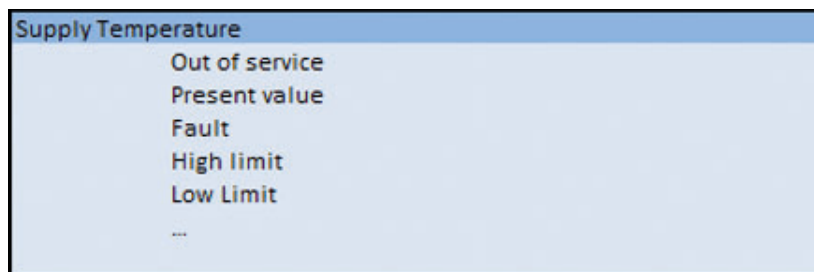 Supply Temperature
Out of service
Present value
Fault
High limit
Low Limit
...